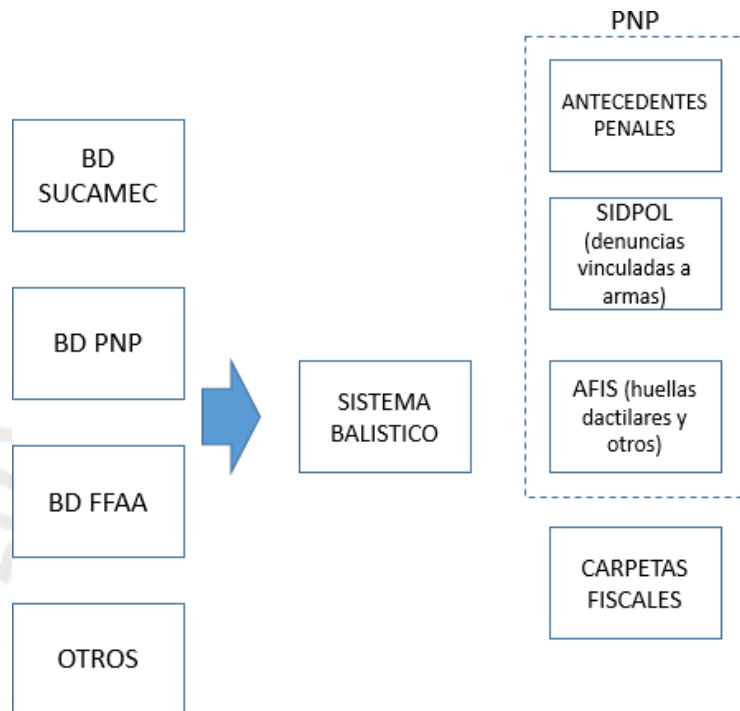 BD
SUCAMEC
BD PNP
BD FFAA
OTROS
SISTEMA
BALISTICO
PNP
ANTECEDENTES
PENALES
SIDPOL
(denuncias
vinculadas a
armas)
AFIS (huellas
dactilares y
otros)
CARPETAS
FISCALES